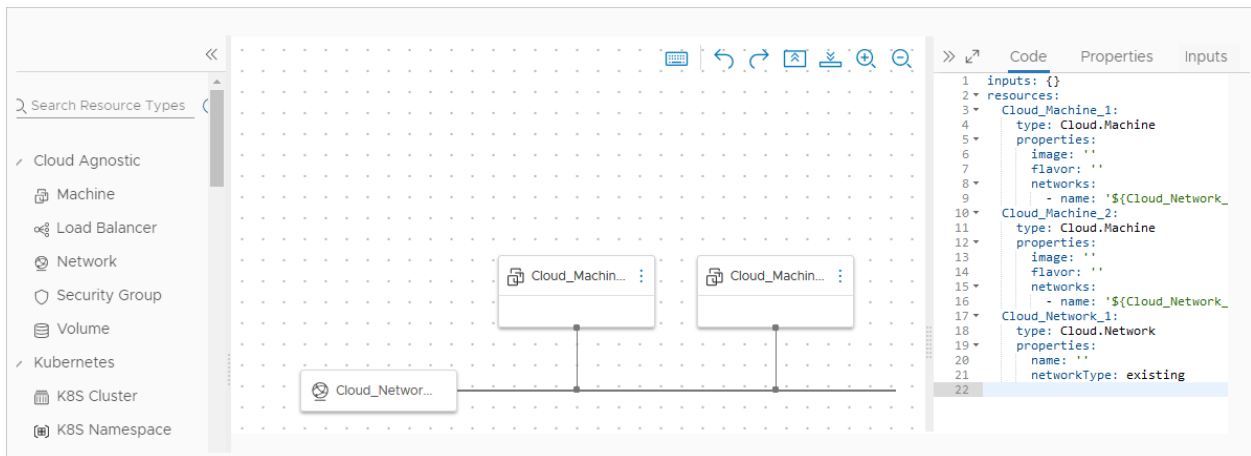 Search Resource Types
Cloud Agnostic
Machine
Load Balancer
Network
Security Group
Volume
Kubernetes
K8S Cluster
K8S Namespace
Cloud_Machin...
Cloud_Machin...
Cloud_Networ...
Code Properties Inputs
1 inputs: {}
2 resources:
3 Cloud_Machine_1:
4 type: Cloud.Machine
5 properties:
6 image: ''
7 flavor: ''
8 networks:
9 - name: '${Cloud_Network_
10 Cloud_Machine_2:
11 type: Cloud.Machine
12 properties:
13 image: ''
14 flavor: ''
15 networks:
16 - name: '${Cloud_Network_
17 Cloud_Network_1:
18 type: Cloud.Network
19 properties:
20 name: ''
21 networkType: existing
22